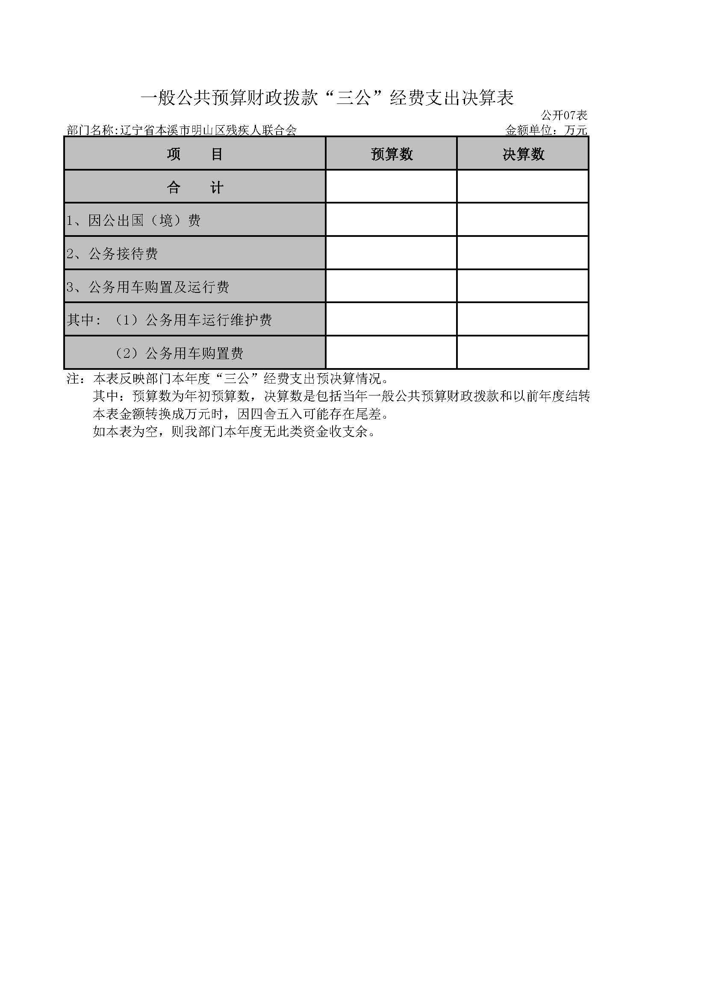 一般公共预算财政拨款“三公”经费支出决算表
公开07表
部门名称:辽宁省本溪市明山区残疾人联合会 金额单位：万元
项 目 预算数 决算数
合 计
1、因公出国（境）费
2、公务接待费
3、公务用车购置及运行费
其中：（1）公务用车运行维护费
（2）公务用车购置费
注：本表反映部门本年度“三公”经费支出预决算情况。
其中：预算数为年初预算数，决算数是包括当年一般公共预算财政拨款和以前年度结转
本表金额转换成万元时，因四舍五入可能存在尾差。
如本表为空，则我部门本年度无此类资金收支余。